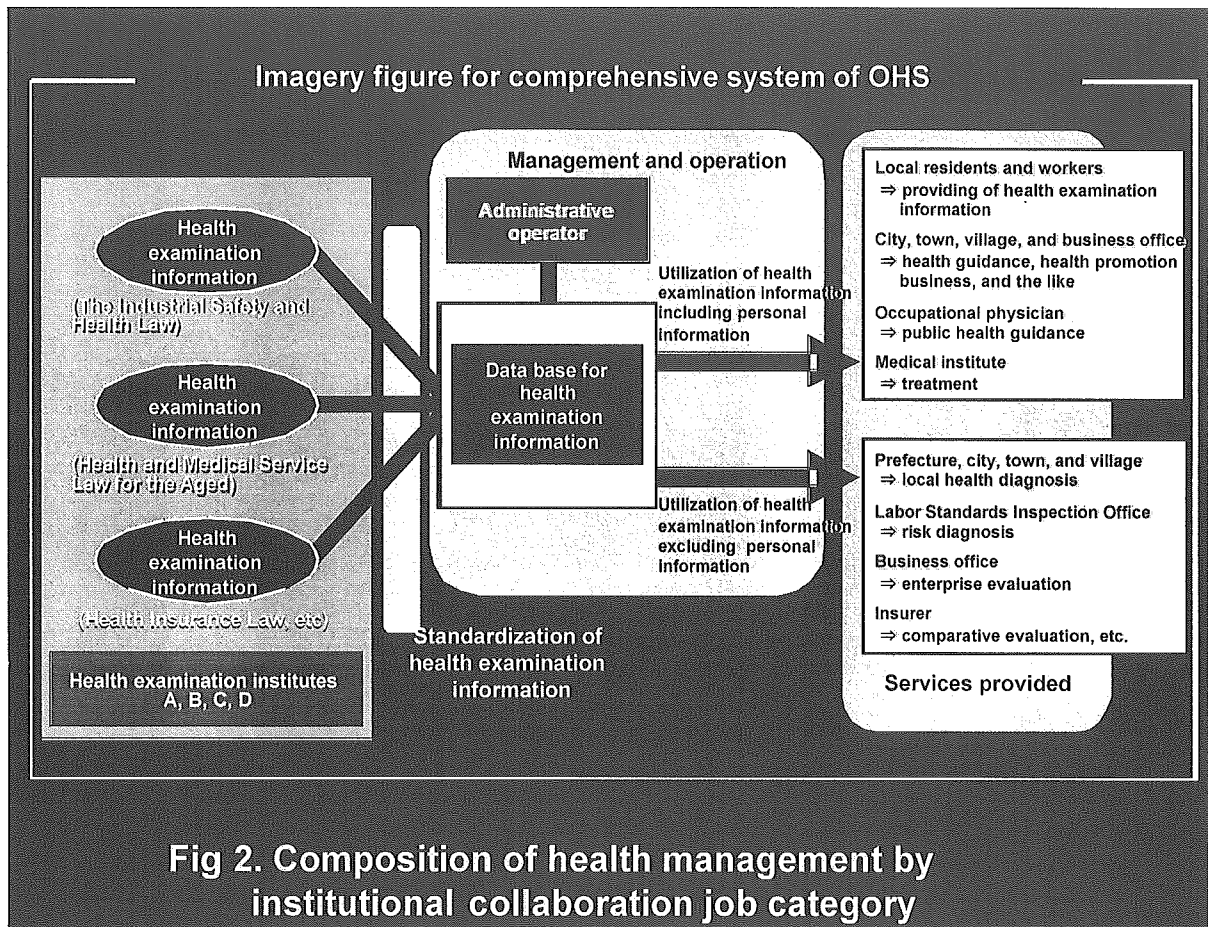 Imagery figure for comprehensive system of OHS
Health
examination
information
(The Industrial Safety and
Health Law)
Health
examination
information
(Health and Medical Service
Law for the Aged)
Health
examination
information
(Health Insurance Law, etc)
Health examination institutes
A, B, C, D
Standardization of
health examination
information
Management and operation
Administrative
operator
Data base for
health
examination
information
Utilization of health
examination information
including personal
information
Utilization of health
examination information
excluding personal
information
Local residents and workers
⇒ providing of health examination
information
City, town, village, and business office
⇒ health guidance, health promotion
business, and the like
Occupational physician
⇒ public health guidance
Medical institute
⇒ treatment
Prefecture, city, town, and village
⇒ local health diagnosis
Labor Standards Inspection Office
⇒ risk diagnosis
Business office
⇒ enterprise evaluation
Insurer
⇒ comparative evaluation, etc.
Services provided
Fig 2. Composition of health management by
institutional collaboration job category